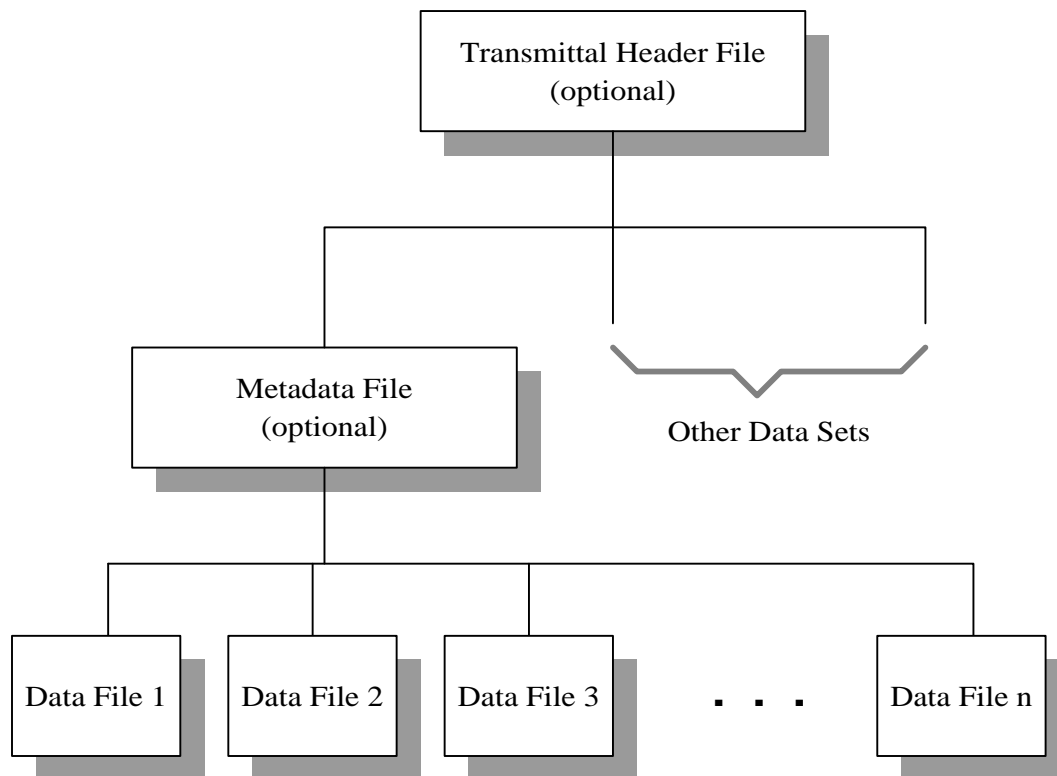 Transmittal Header File
(optional)
Metadata File
(optional)
Other Data Sets
Data File 1
Data File 2
Data File 3
. . .
Data File n